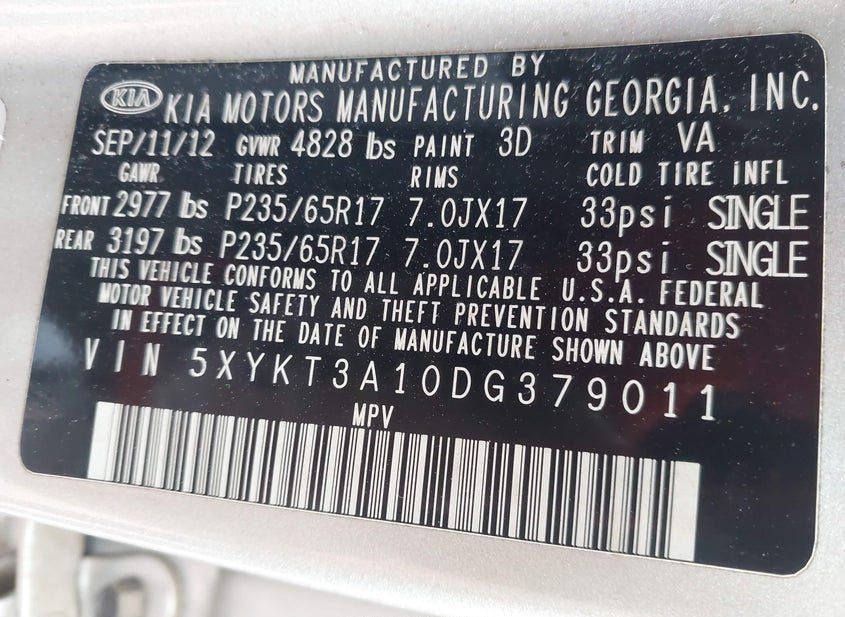 MANUFACTURED BY
KIA KIA MOTORS MANUFACTURING GEORGIA, INC.
SEP/11/12 GVWR 4828 lbs PAINT 3D TRIM VA
GAWR TIRES RIMS COLD TIRE INFL
FRONT 2977 lbs P235/65R17 7.0JX17 33psi SINGLE
REAR 3197 lbs P235/65R17 7.0JX17 33psi SINGLE
THIS VEHICLE CONFORMS TO ALL APPLICABLE U.S.A. FEDERAL
MOTOR VEHICLE SAFETY AND THEFT PREVENTION STANDARDS
IN EFFECT ON THE DATE OF MANUFACTURE SHOWN ABOVE
VIN 5XYKT3A10DG379011
MPV